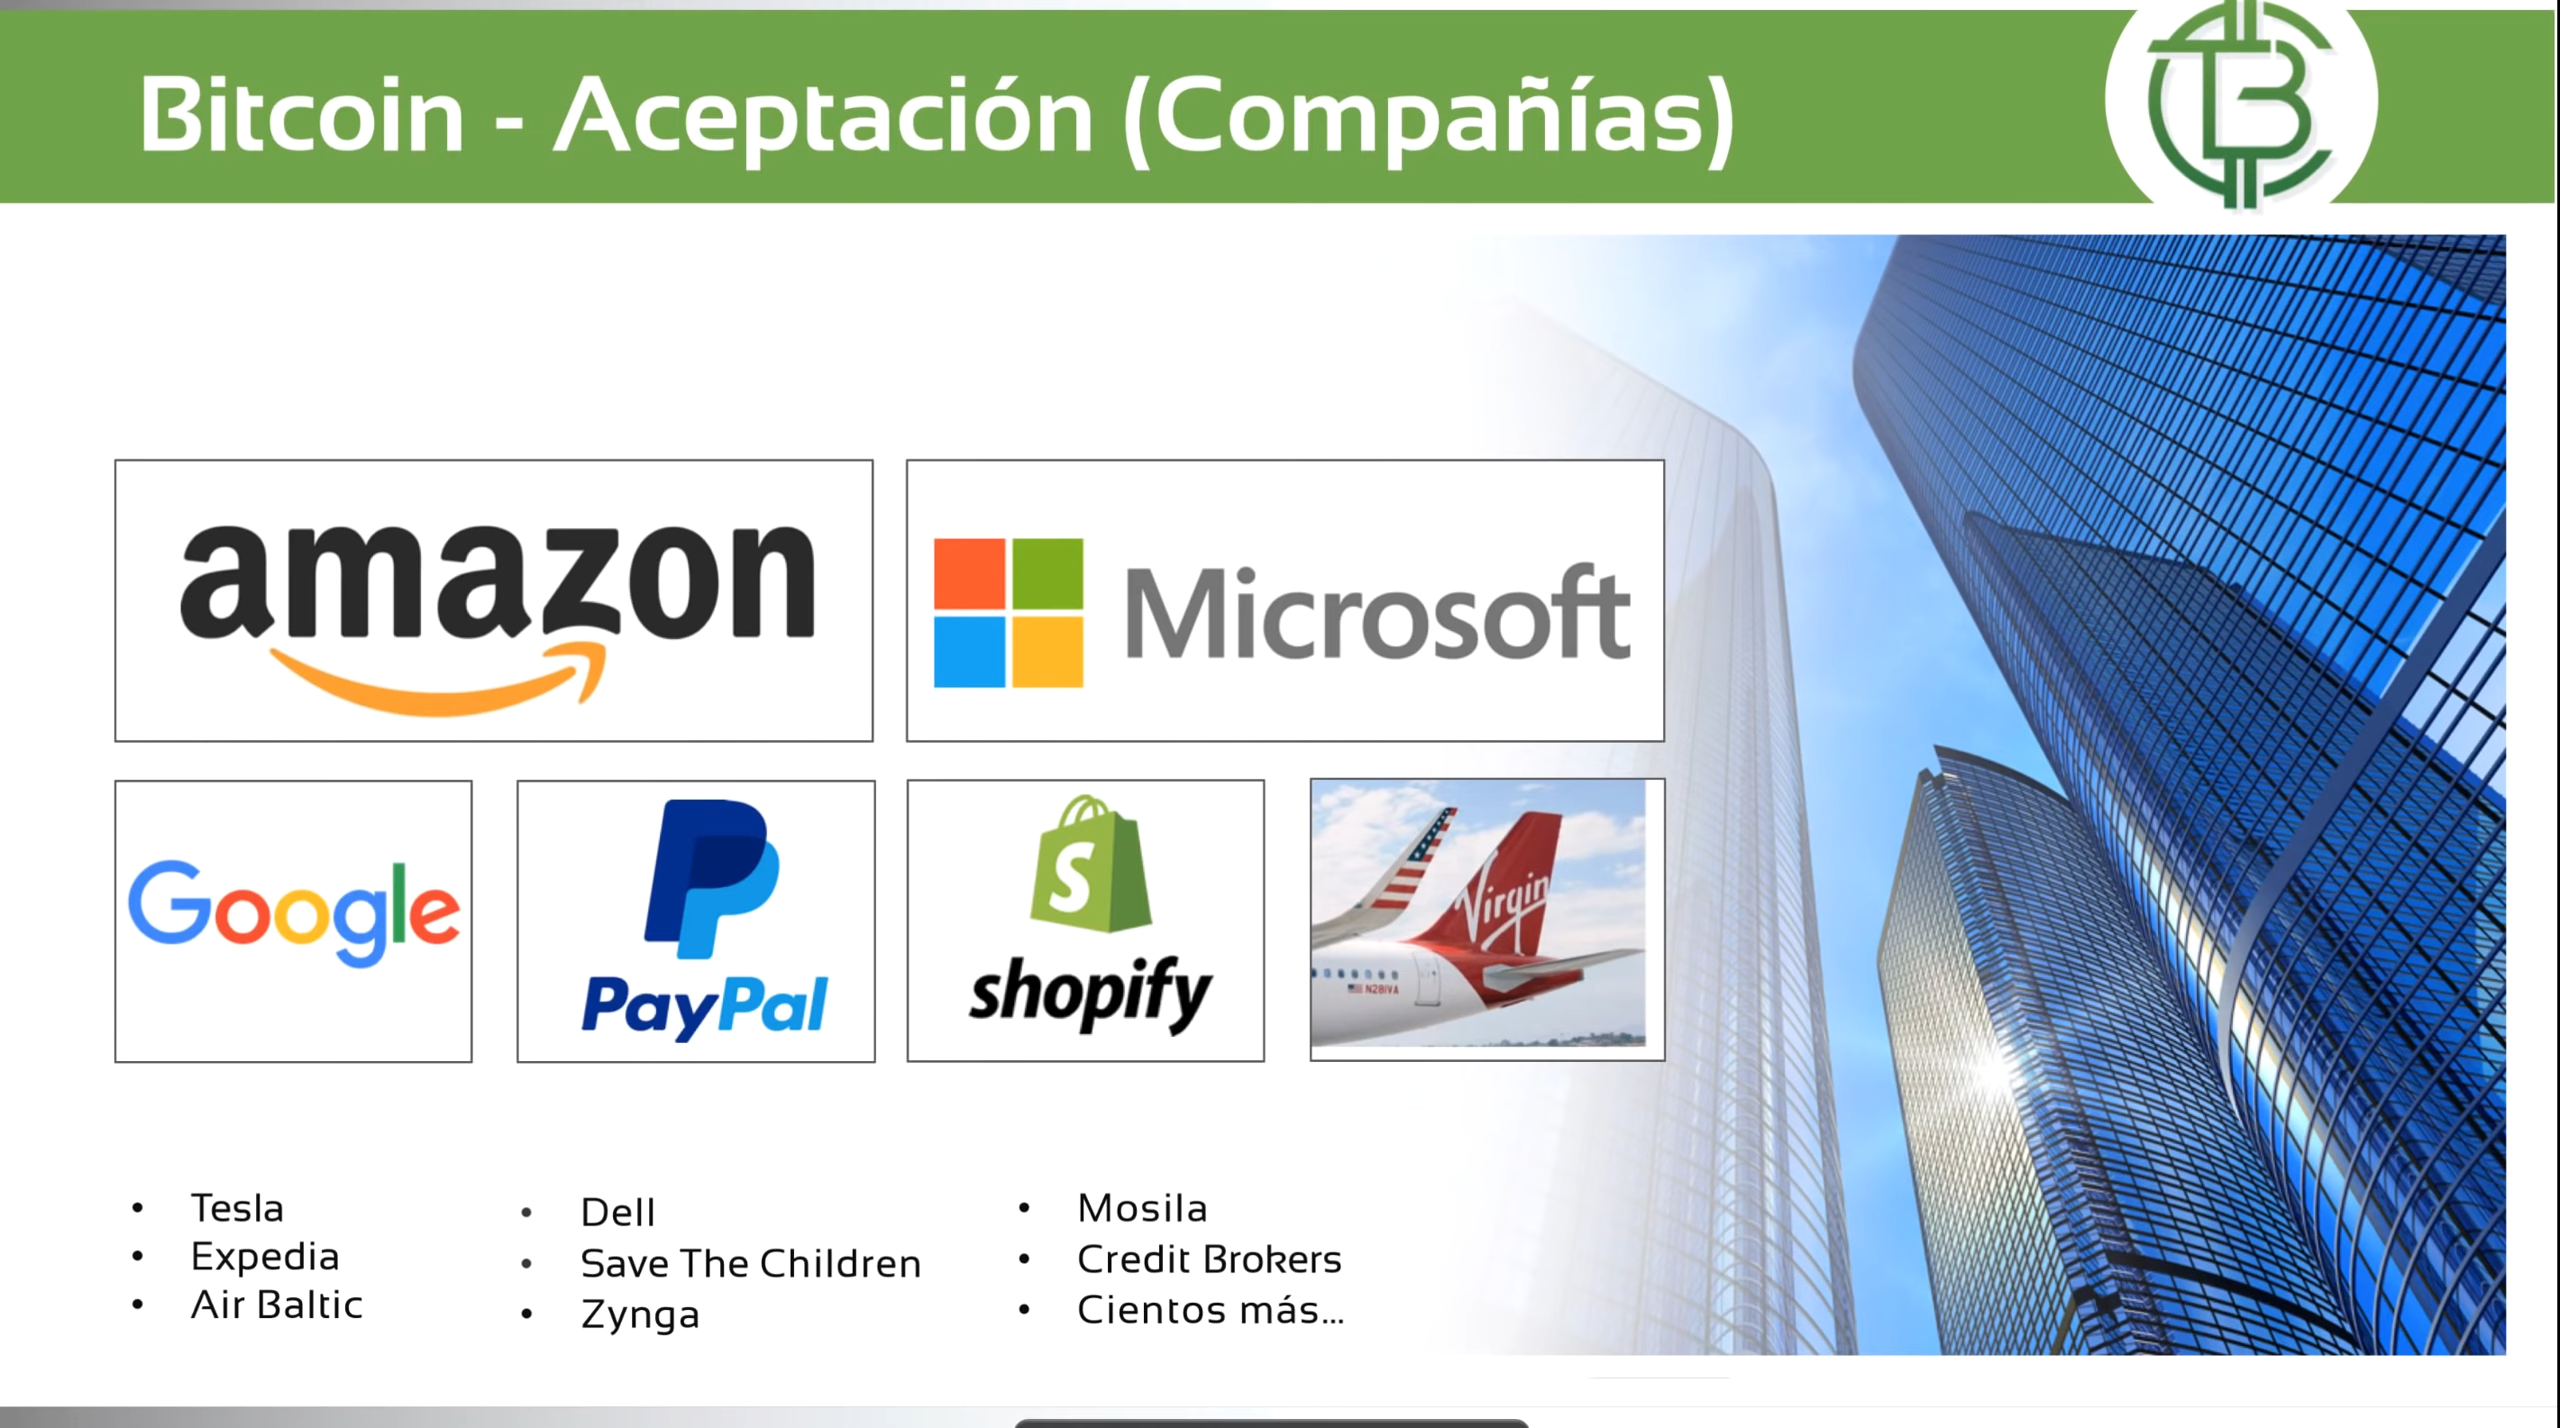 Bitcoin - Aceptación (Compañías)
amazon
Microsoft
Google
PayPal
S
shopify
Virgin
N281VA
• Tesla
• Expedia
• Air Baltic
• Dell
• Save The Children
• Zynga
• Mosila
• Credit Brokers
• Cientos más...